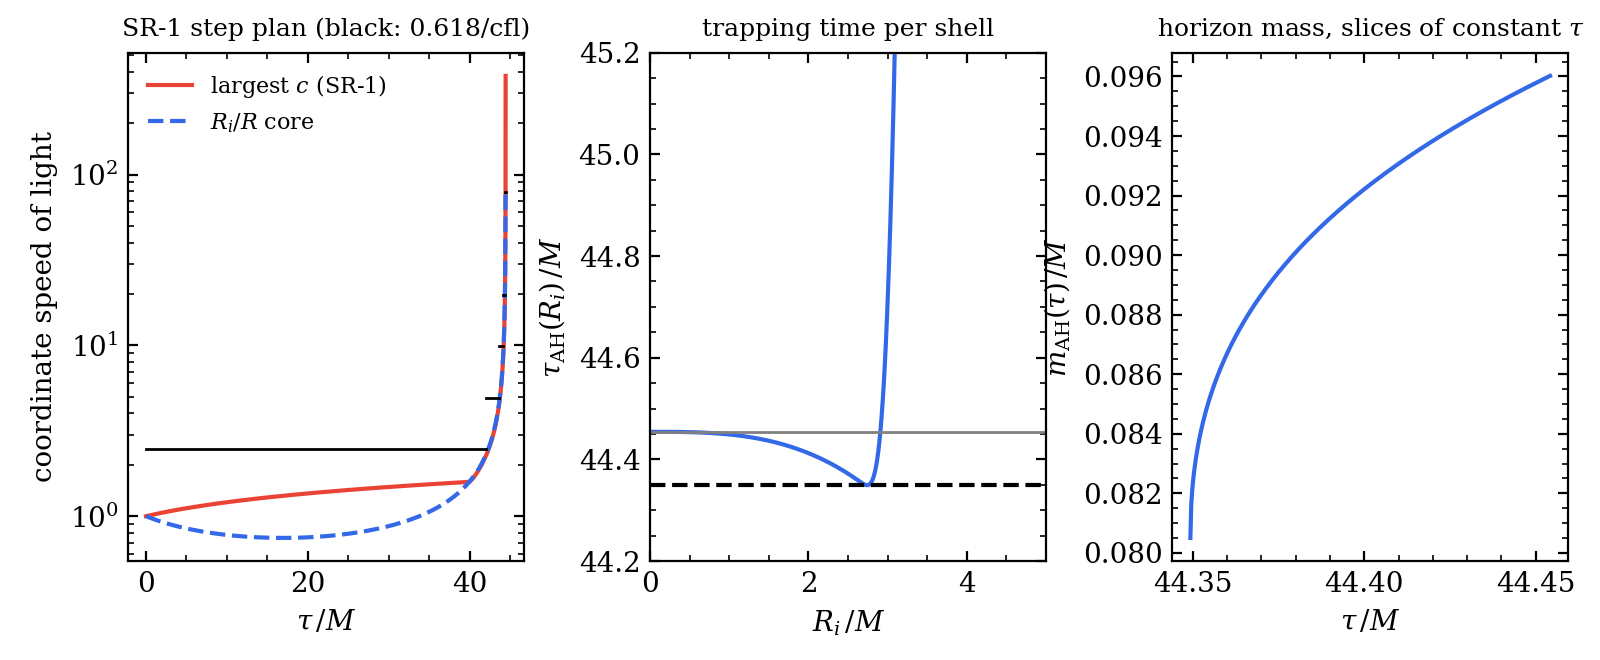 SR-1 step plan (black: 0.618/cfl)
coordinate speed of light
10²
10¹
10⁰
largest c (SR-1)
Rᵢ/R core
0
20
40
τ/M
trapping time per shell
τ_AH(Rᵢ)/M
45.2
45.0
44.8
44.6
44.4
44.2
0
2
4
Rᵢ/M
horizon mass, slices of constant τ
m_AH(τ)/M
0.096
0.094
0.092
0.090
0.088
0.086
0.084
0.082
0.080
44.35
44.40
44.45
τ/M